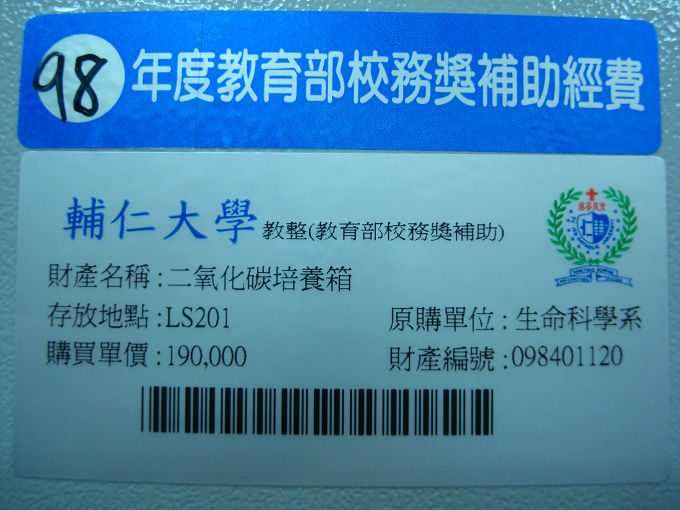 98 年度教育部校務獎補助經費
輔仁大學 教整(教育部校務獎補助)
財產名稱:二氧化碳培養箱
存放地點:LS201 原購單位:生命科學系
購買單價:190,000 財產編號:098401120